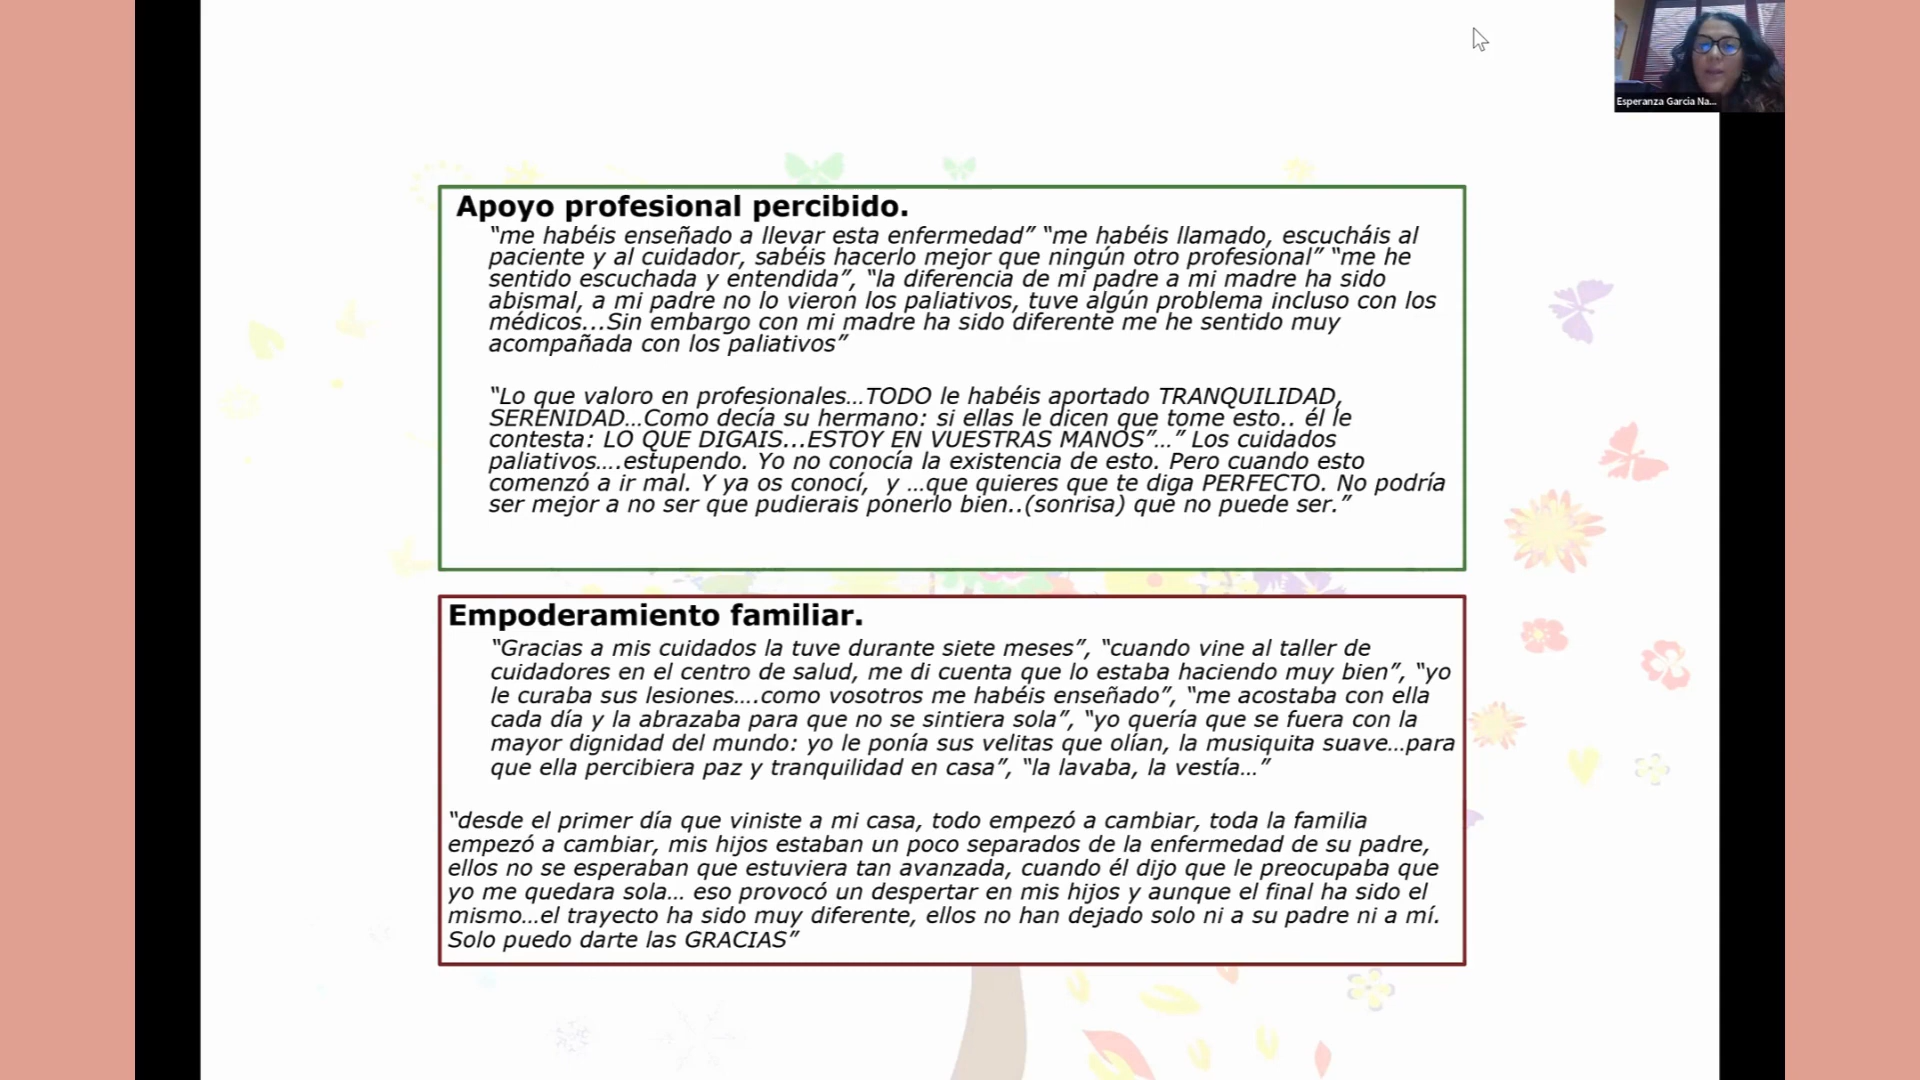 Esperanza Garcia Na...
Apoyo profesional percibido.
“me habéis enseñado a llevar esta enfermedad” “me habéis llamado, escucháis al
paciente y al cuidador, sabéis hacerlo mejor que ningún otro profesional” “me he
sentido escuchada y entendida”, “la diferencia de mi padre a mi madre ha sido
abismal, a mi padre no lo vieron los paliativos, tuve algún problema incluso con los
médicos...Sin embargo con mi madre ha sido diferente me he sentido muy
acompañada con los paliativos”
“Lo que valoro en profesionales…TODO le habéis aportado TRANQUILIDAD,
SERENIDAD…Como decía su hermano: si ellas le dicen que tome esto.. él le
contesta: LO QUE DIGAIS...ESTOY EN VUESTRAS MANOS”…” Los cuidados
paliativos….estupendo. Yo no conocía la existencia de esto. Pero cuando esto
comenzó a ir mal. Y ya os conocí,  y …que quieres que te diga PERFECTO. No podría
ser mejor a no ser que pudierais ponerlo bien..(sonrisa) que no puede ser.”
Empoderamiento familiar.
“Gracias a mis cuidados la tuve durante siete meses”, “cuando vine al taller de
cuidadores en el centro de salud, me di cuenta que lo estaba haciendo muy bien”, “yo
le curaba sus lesiones….como vosotros me habéis enseñado”, “me acostaba con ella
cada día y la abrazaba para que no se sintiera sola”, “yo quería que se fuera con la
mayor dignidad del mundo: yo le ponía sus velitas que olían, la musiquita suave…para
que ella percibiera paz y tranquilidad en casa”, “la lavaba, la vestía…”
“desde el primer día que viniste a mi casa, todo empezó a cambiar, toda la familia
empezó a cambiar, mis hijos estaban un poco separados de la enfermedad de su padre,
ellos no se esperaban que estuviera tan avanzada, cuando él dijo que le preocupaba que
yo me quedara sola… eso provocó un despertar en mis hijos y aunque el final ha sido el
mismo…el trayecto ha sido muy diferente, ellos no han dejado solo ni a su padre ni a mí.
Solo puedo darte las GRACIAS”